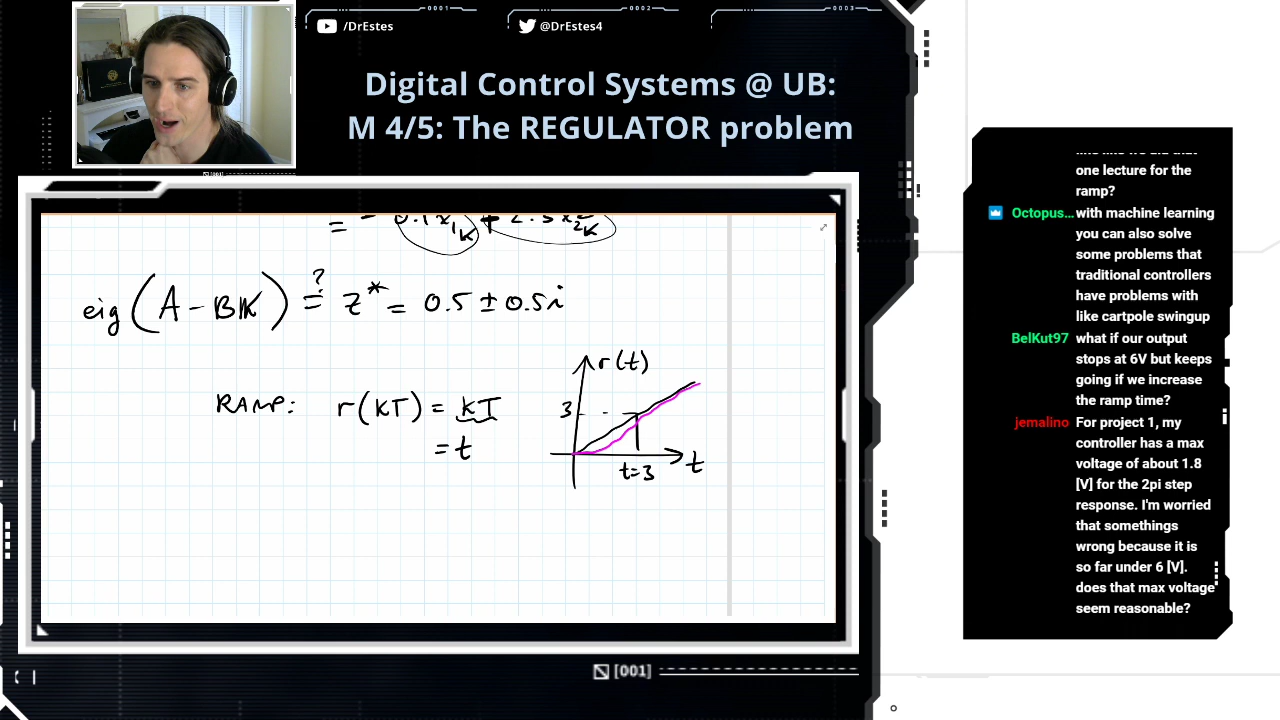 0001
0002
0003
/DrEstes
@DrEstes4
Digital Control Systems @ UB:
M 4/5: The REGULATOR problem
[001]
=
eig(A-BK) ?= z* = 0.5 ± 0.5i
RAMP: r(KT) = KT
= t
r(t)
3
t=3
t
[001]
one lecture for the
ramp?
Octopus... with machine learning
you can also solve
some problems that
traditional controllers
have problems with
like cartpole swingup
BelKut97 what if our output
stops at 6V but keeps
going if we increase
the ramp time?
jemalino For project 1, my
controller has a max
voltage of about 1.8
[V] for the 2pi step
response. I'm worried
that somethings
wrong because it is
so far under 6 [V].
does that max voltage
seem reasonable?